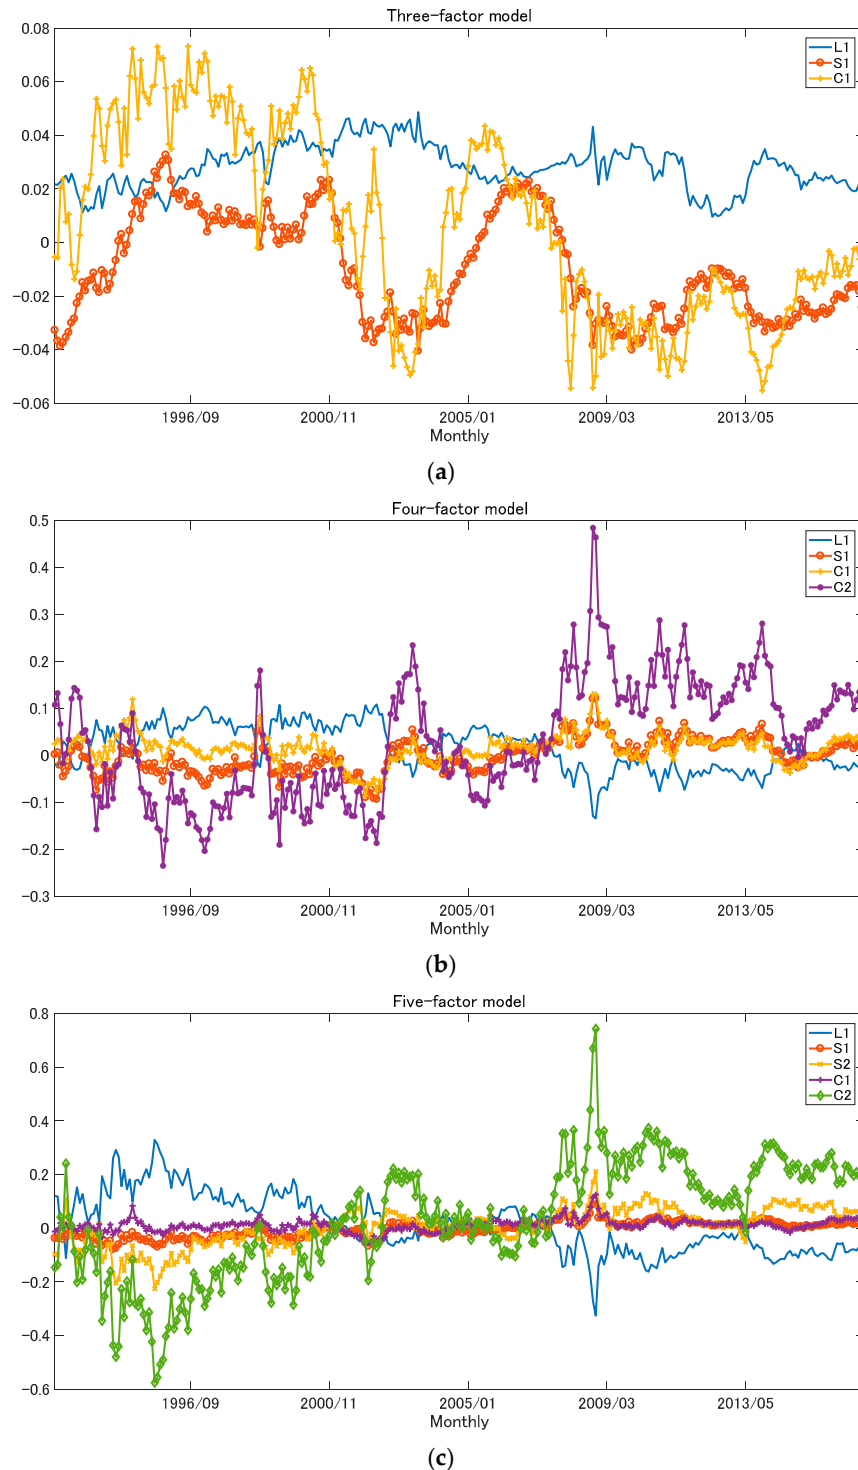 Three-factor model
0.08
0.06
0.04
0.02
0
−0.02
−0.04
−0.06
L1
S1
C1
1996/09 2000/11 2005/01 2009/03 2013/05
Monthly
(a)
Four-factor model
0.5
0.4
0.3
0.2
0.1
0
−0.1
−0.2
−0.3
L1
S1
C1
C2
1996/09 2000/11 2005/01 2009/03 2013/05
Monthly
(b)
Five-factor model
0.8
0.6
0.4
0.2
0
−0.2
−0.4
−0.6
L1
S1
S2
C1
C2
1996/09 2000/11 2005/01 2009/03 2013/05
Monthly
(c)